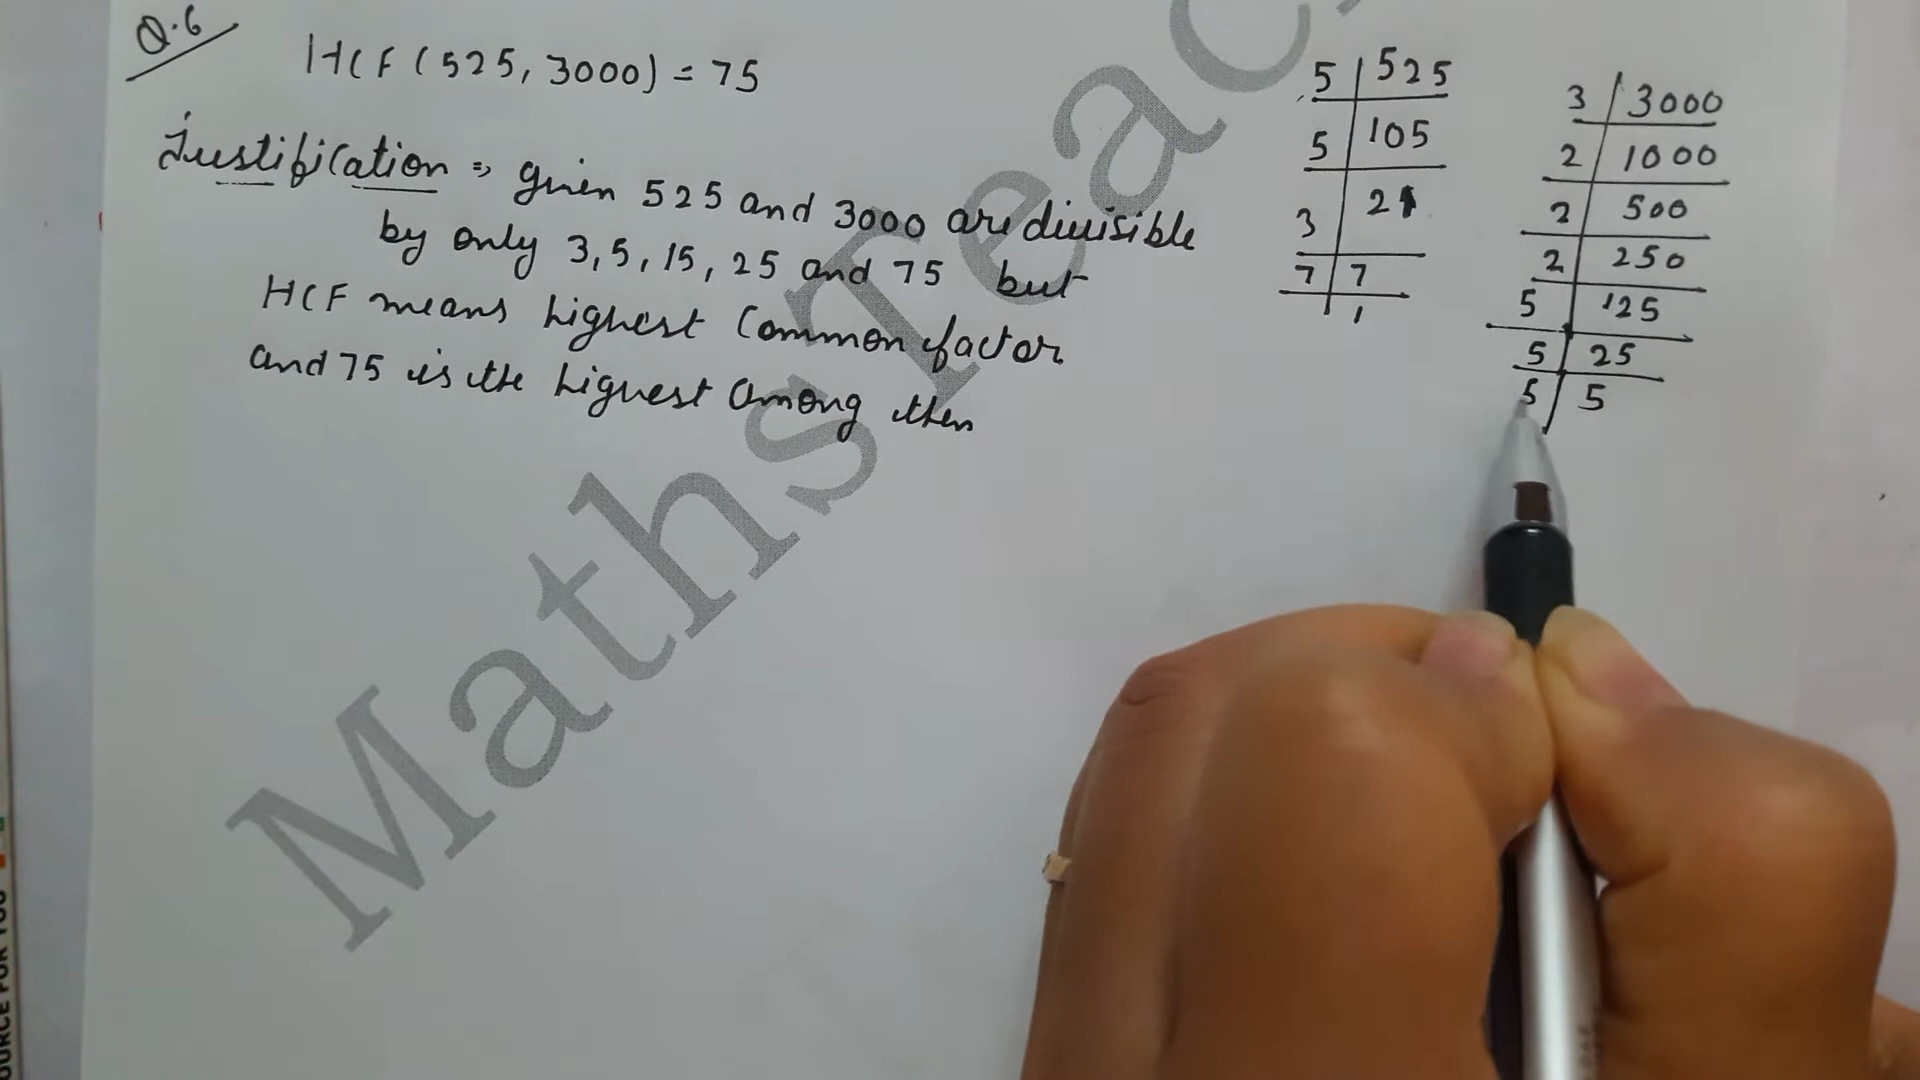 Q.6
HCF (525, 3000) = 75
Justification ⇒ given 525 and 3000 are divisible
by only 3, 5, 15, 25 and 75 but
HCF means highest common factor
and 75 is the highest among them
5 | 525
5 | 105
3 | 21
7 | 7
1
3 | 3000
2 | 1000
2 | 500
2 | 250
5 | 125
5 | 25
5 | 5
Maths Teac
OURCE FOR YOU